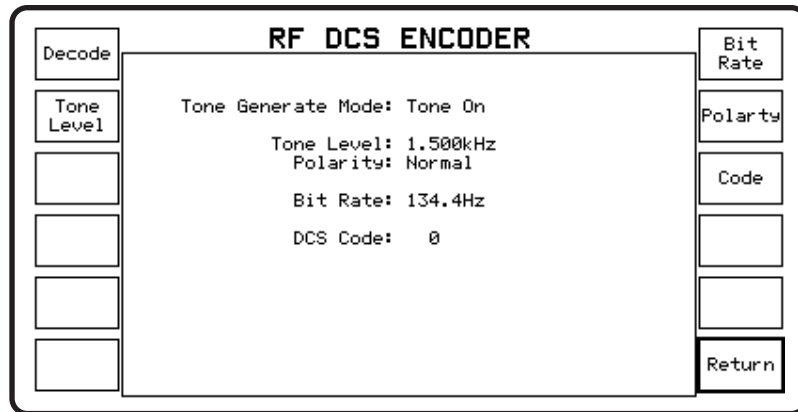 RF DCS ENCODER
Decode
Tone
Level
Tone Generate Mode: Tone On
Tone Level: 1.500kHz
Polarity: Normal
Bit Rate: 134.4Hz
DCS Code: 0
Bit
Rate
Polarty
Code
Return